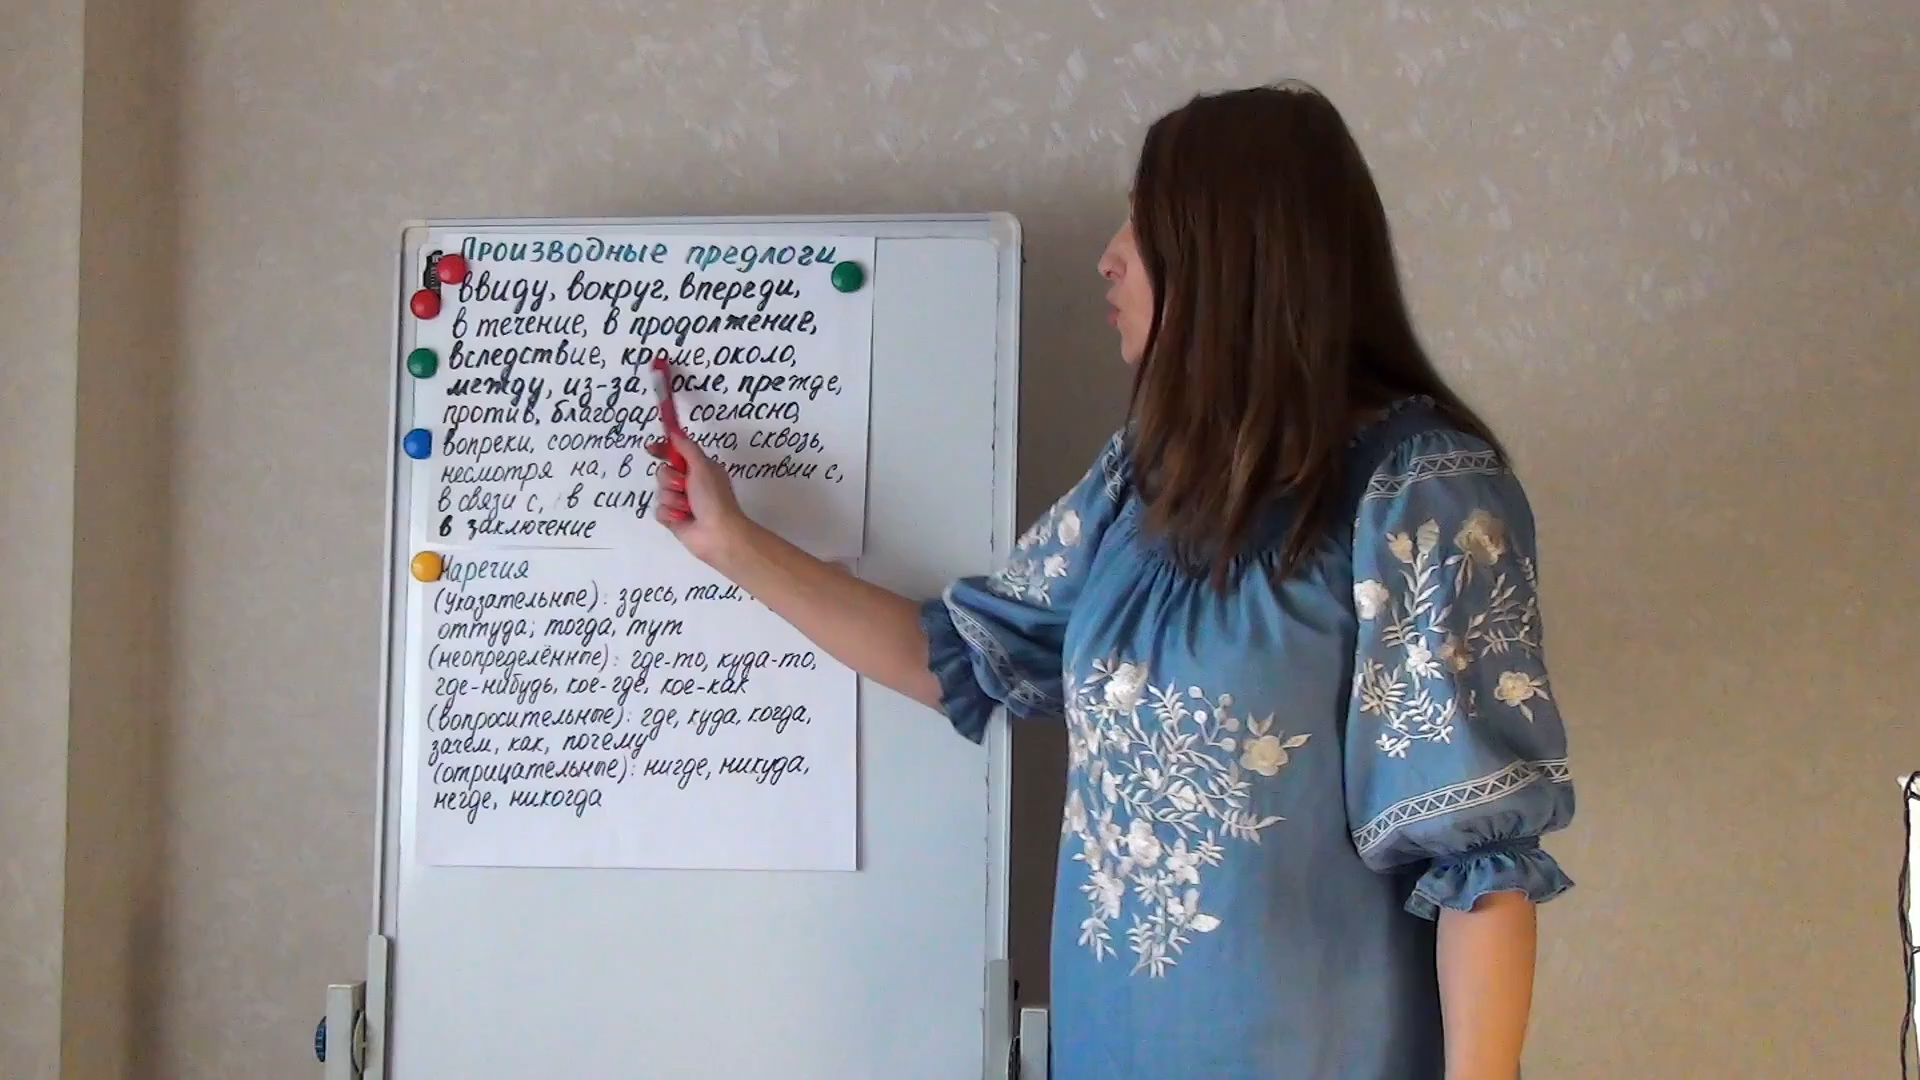 Производные предлоги
ввиду, вокруг, впереди,
в течение, в продолжение,
вследствие, кроме, около,
между, из-за, после, прежде,
против, благодаря, согласно,
вопреки, соответственно, сквозь,
несмотря на, в соответствии с,
в связи с, в силу
в заключение
Наречия
(указательные): здесь, там,
оттуда; тогда, тут
(неопределённые): где-то, куда-то,
где-нибудь, кое-где, кое-как
(вопросительные): где, куда, когда,
зачем, как, почему
(отрицательные): нигде, никуда,
негде, никогда